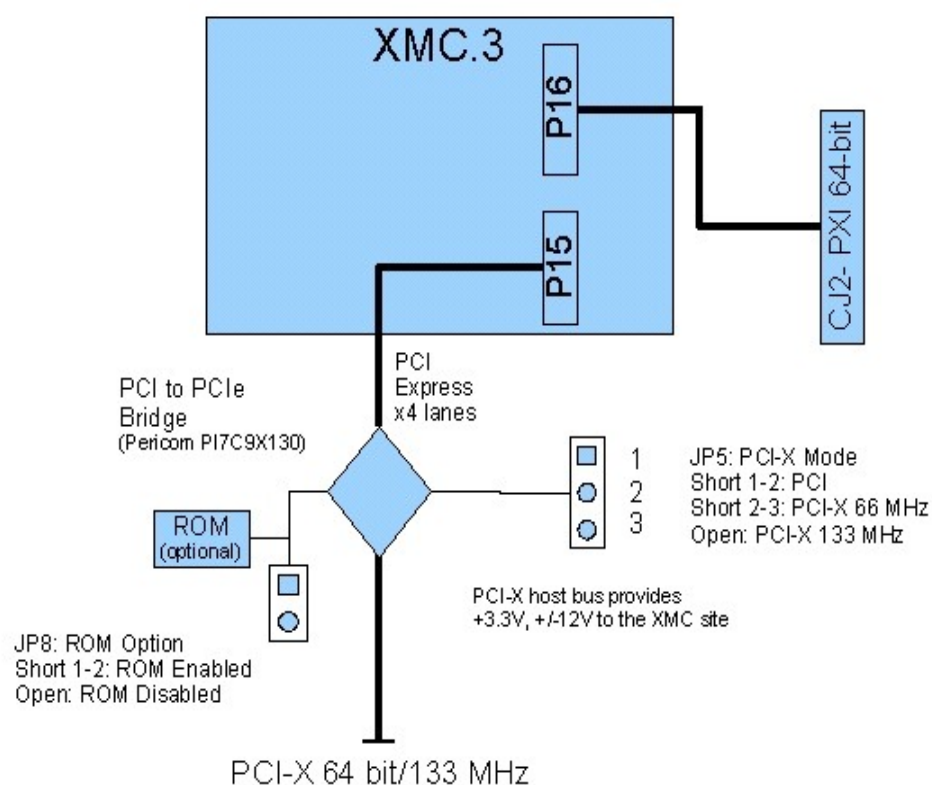 XMC.3
P16
CJ2- PXI 64-bit
P15
PCI
Express
x4 lanes
PCI to PCIe
Bridge
(Pericom PI7C9X130)
1
2
3
JP5: PCI-X Mode
Short 1-2: PCI
Short 2-3: PCI-X 66 MHz
Open: PCI-X 133 MHz
ROM
(optional)
PCI-X host bus provides
+3.3V, +/-12V to the XMC site
JP8: ROM Option
Short 1-2: ROM Enabled
Open: ROM Disabled
PCI-X 64 bit/133 MHz